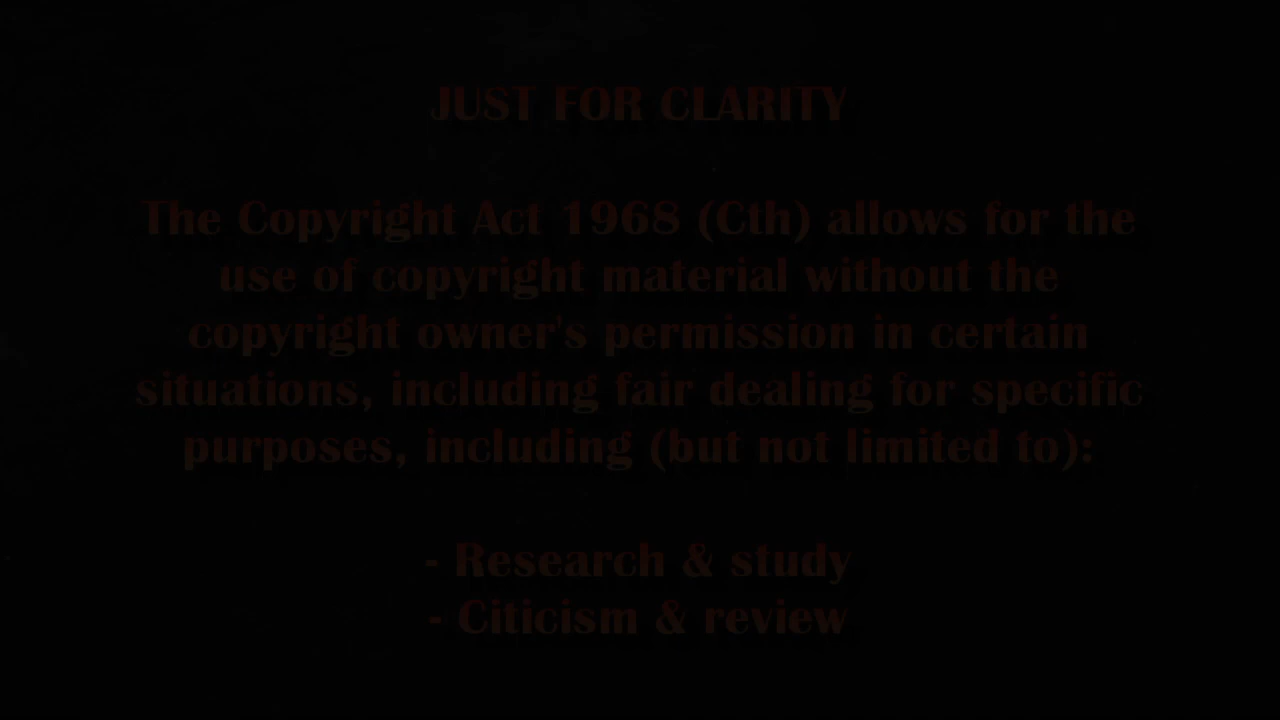 JUST FOR CLARITY
The Copyright Act 1968 (Cth) allows for the
use of copyright material without the
copyright owner's permission in certain
situations, including fair dealing for specific
purposes, including (but not limited to):
- Research & study
- Citicism & review